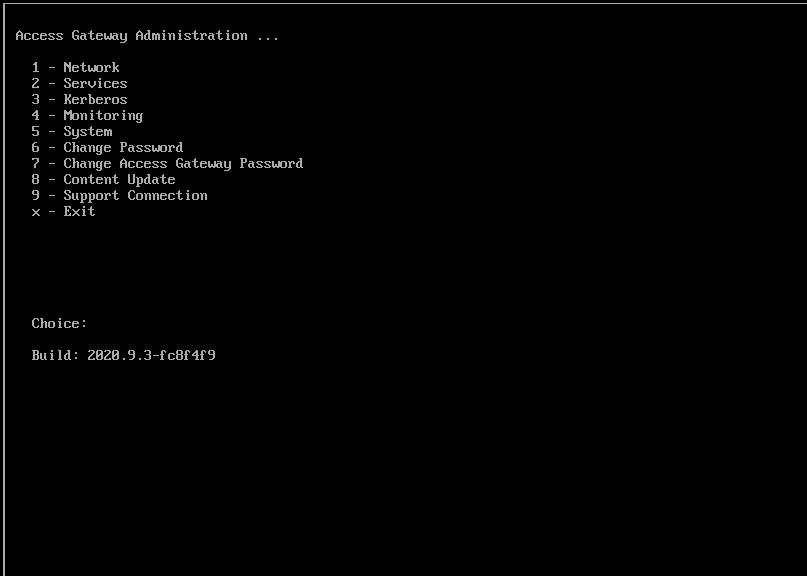 Access Gateway Administration ...
1 - Network
2 - Services
3 - Kerberos
4 - Monitoring
5 - System
6 - Change Password
7 - Change Access Gateway Password
8 - Content Update
9 - Support Connection
x - Exit
Choice:
Build: 2020.9.3-fc8f4f9